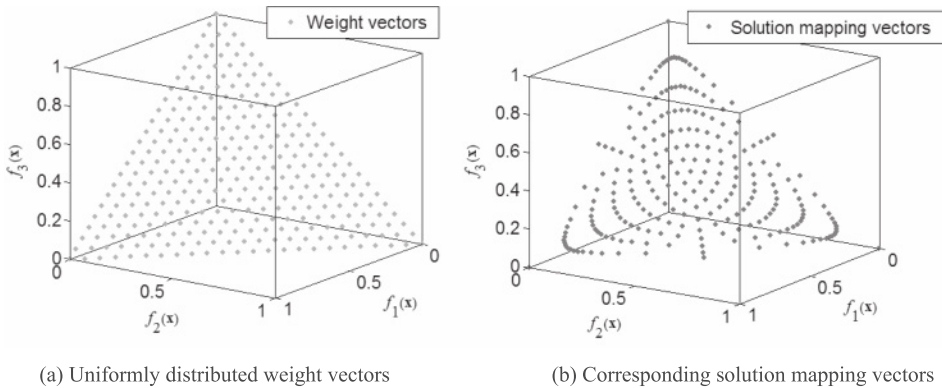 Weight vectors
1
0.8
0.6
0.4
0.2
0
f3(x)
0
0.5
1
f2(x)
1
0.5
0
f1(x)
Solution mapping vectors
1
0.8
0.6
0.4
0.2
0
f3(x)
0
0.5
1
f2(x)
1
0.5
0
f1(x)
(a) Uniformly distributed weight vectors
(b) Corresponding solution mapping vectors